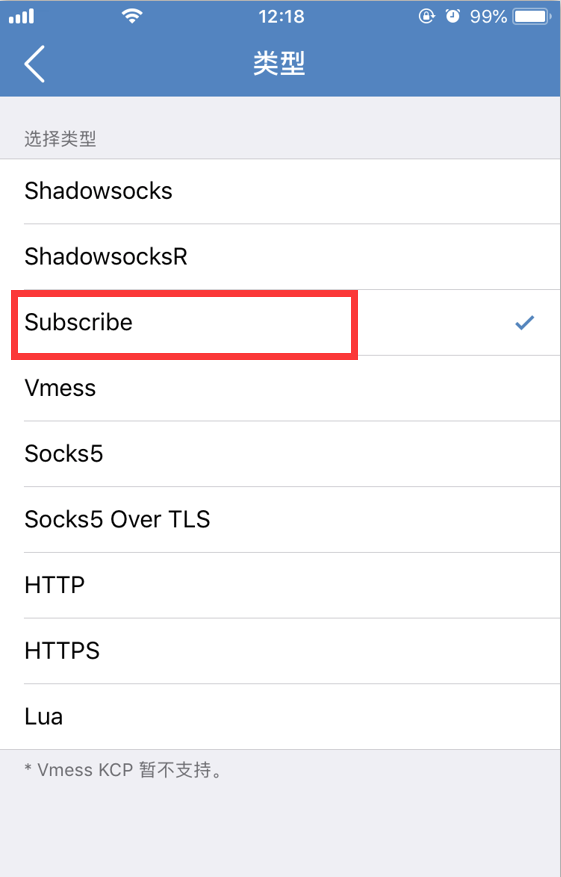 12:18
99%
类型
选择类型
Shadowsocks
ShadowsocksR
Subscribe
Vmess
Socks5
Socks5 Over TLS
HTTP
HTTPS
Lua
* Vmess KCP 暂不支持。